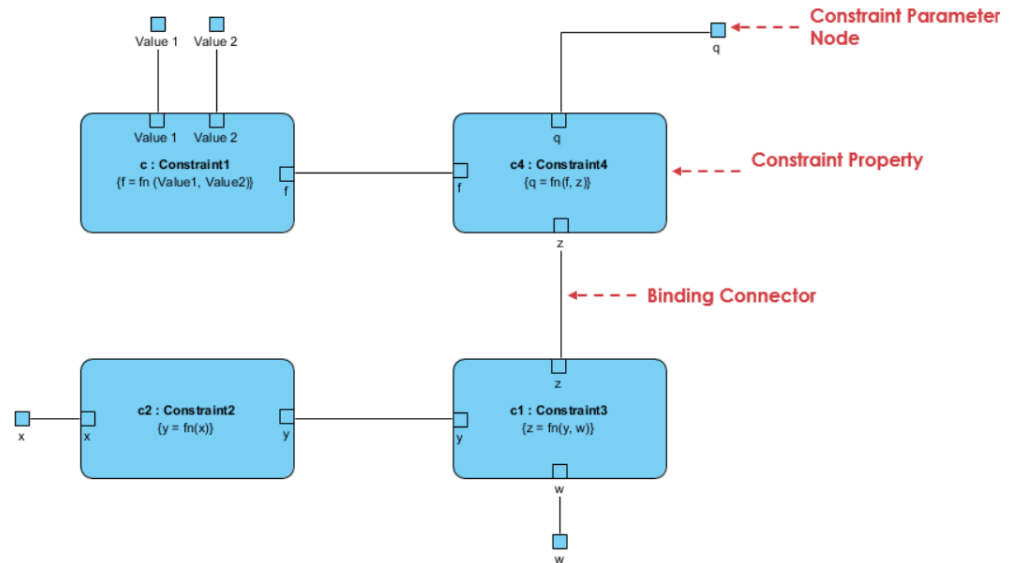 Constraint Parameter
Node
Value 1 Value 2
q
Value 1 Value 2
c : Constraint1
{f = fn (Value1, Value2)}
f
q
c4 : Constraint4
{q = fn(f, z)}
f
z
Constraint Property
Binding Connector
x
x
c2 : Constraint2
{y = fn(x)}
y
z
c1 : Constraint3
{z = fn(y, w)}
y
w
w